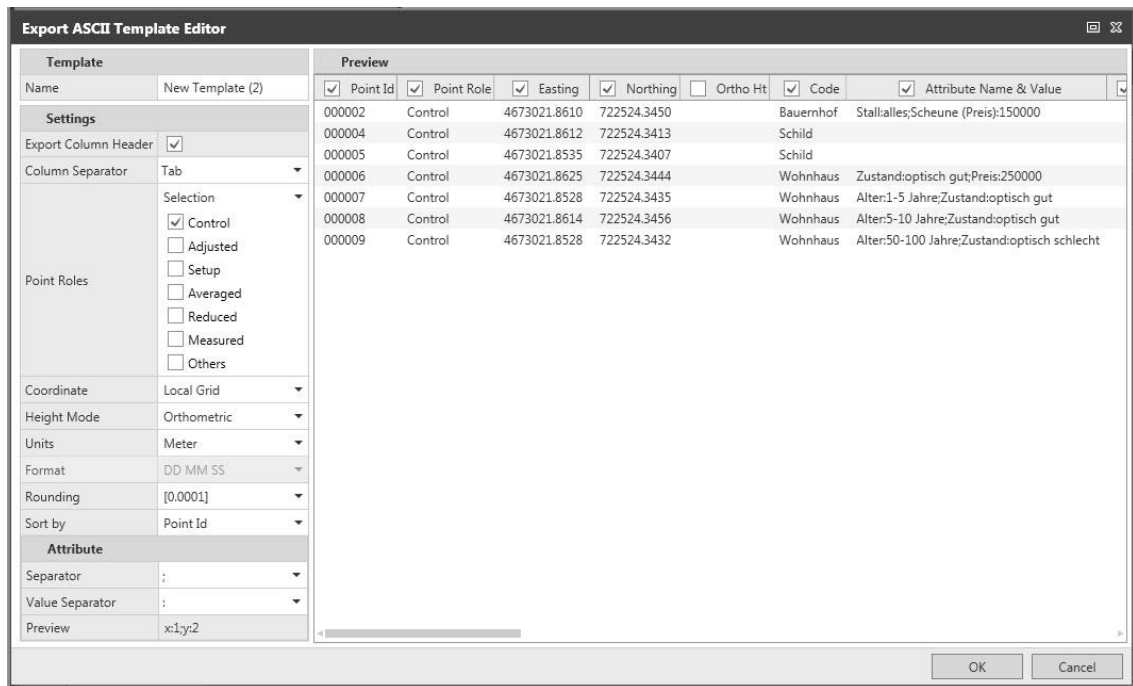 Export ASCII Template Editor
Template
Name New Template (2)
Settings
Export Column Header
Column Separator Tab
Point Roles Selection
Control
Adjusted
Setup
Averaged
Reduced
Measured
Others
Coordinate Local Grid
Height Mode Orthometric
Units Meter
Format DD MM SS
Rounding [0.0001]
Sort by Point Id
Attribute
Separator ;
Value Separator :
Preview x:1;y:2
Preview
Point Id Point Role Easting Northing Ortho Ht Code Attribute Name & Value
000002 Control 4673021.8610 722524.3450 Bauernhof Stall:alles;Scheune (Preis):150000
000004 Control 4673021.8612 722524.3413 Schild
000005 Control 4673021.8535 722524.3407 Schild
000006 Control 4673021.8625 722524.3444 Wohnhaus Zustand:optisch gut;Preis:250000
000007 Control 4673021.8528 722524.3435 Wohnhaus Alter:1-5 Jahre;Zustand:optisch gut
000008 Control 4673021.8614 722524.3456 Wohnhaus Alter:5-10 Jahre;Zustand:optisch gut
000009 Control 4673021.8528 722524.3432 Wohnhaus Alter:50-100 Jahre;Zustand:optisch schlecht
OK Cancel